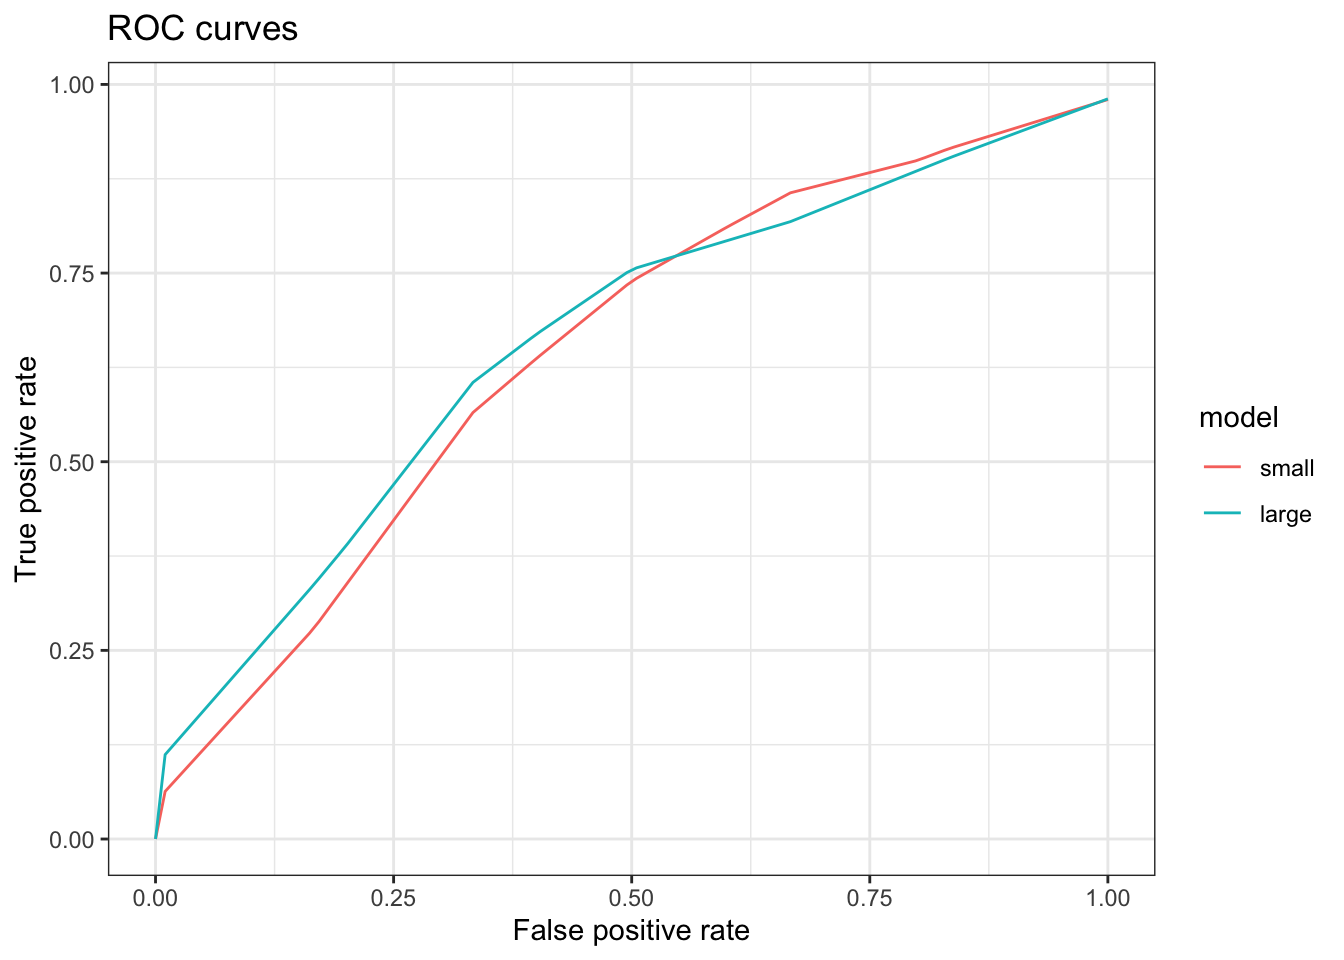 ROC curves
True positive rate
1.00
0.75
0.50
0.25
0.00
0.00 0.25 0.50 0.75 1.00
False positive rate
model
small
large